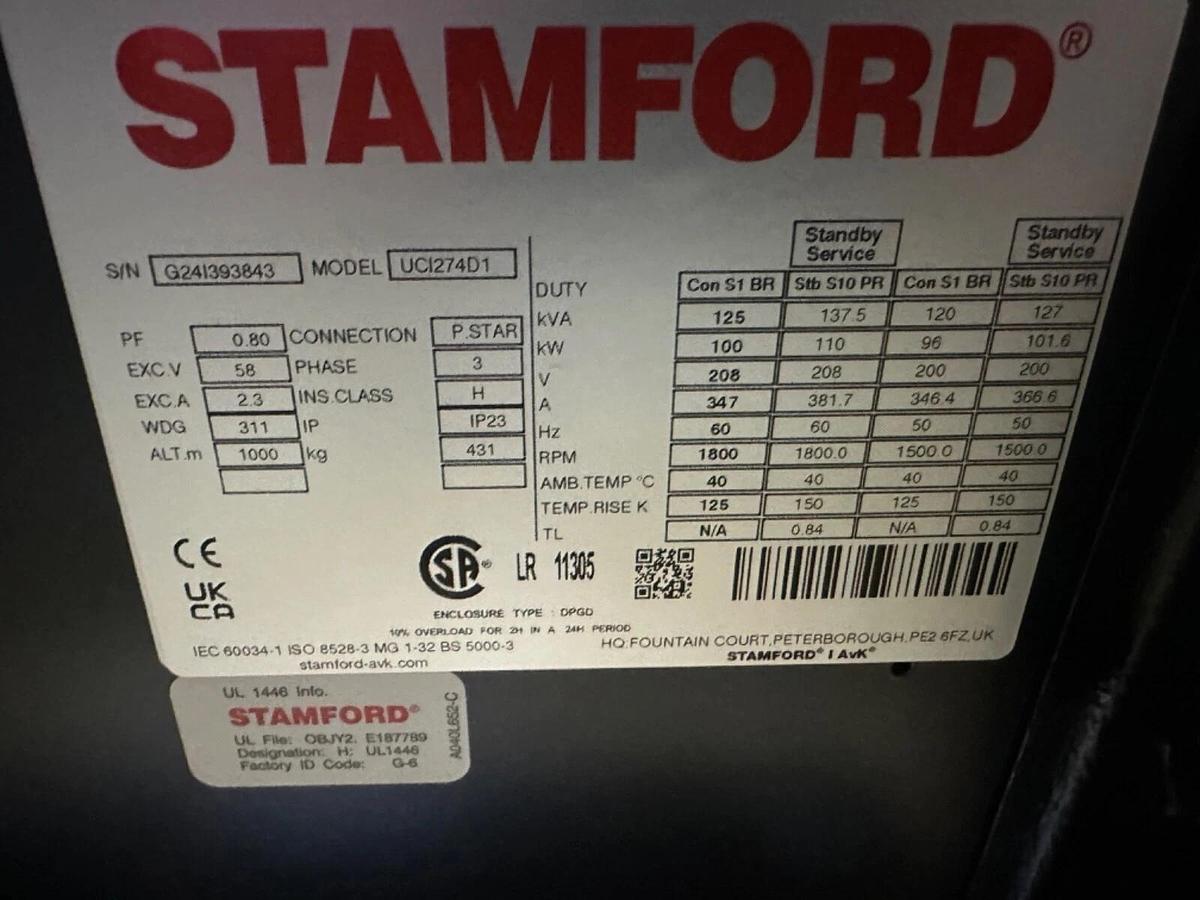 STAMFORD®
Standby Service Standby Service
S/N G24I393843 MODEL UCI274D1
DUTY Con S1 BR Stb S10 PR Con S1 BR Stb S10 PR
kVA 125 137.5 120 127
PF 0.80 CONNECTION P.STAR
kW 100 110 96 101.6
EXC.V 58 PHASE 3
V 208 208 200 200
EXC.A 2.3 INS.CLASS H
A 347 381.7 346.4 366.6
WDG 311 IP IP23
Hz 60 60 50 50
ALT.m 1000 kg 431
RPM 1800 1800.0 1500.0 1500.0
AMB.TEMP °C 40 40 40 40
TEMP.RISE K 125 150 125 150
TL N/A 0.84 N/A 0.84
CE
UK
CA
SA® LR 11305
ENCLOSURE TYPE : DPGD
10% OVERLOAD FOR 2H IN A 24H PERIOD
IEC 60034-1 ISO 8528-3 MG 1-32 BS 5000-3
HQ:FOUNTAIN COURT,PETERBOROUGH,PE2 6FZ,UK
stamford-avk.com
STAMFORD® | AvK®
UL 1446 Info.
STAMFORD®
UL File: OBJY2. E187789
Designation: H; UL1446
Factory ID Code: G-6
A040L652-C